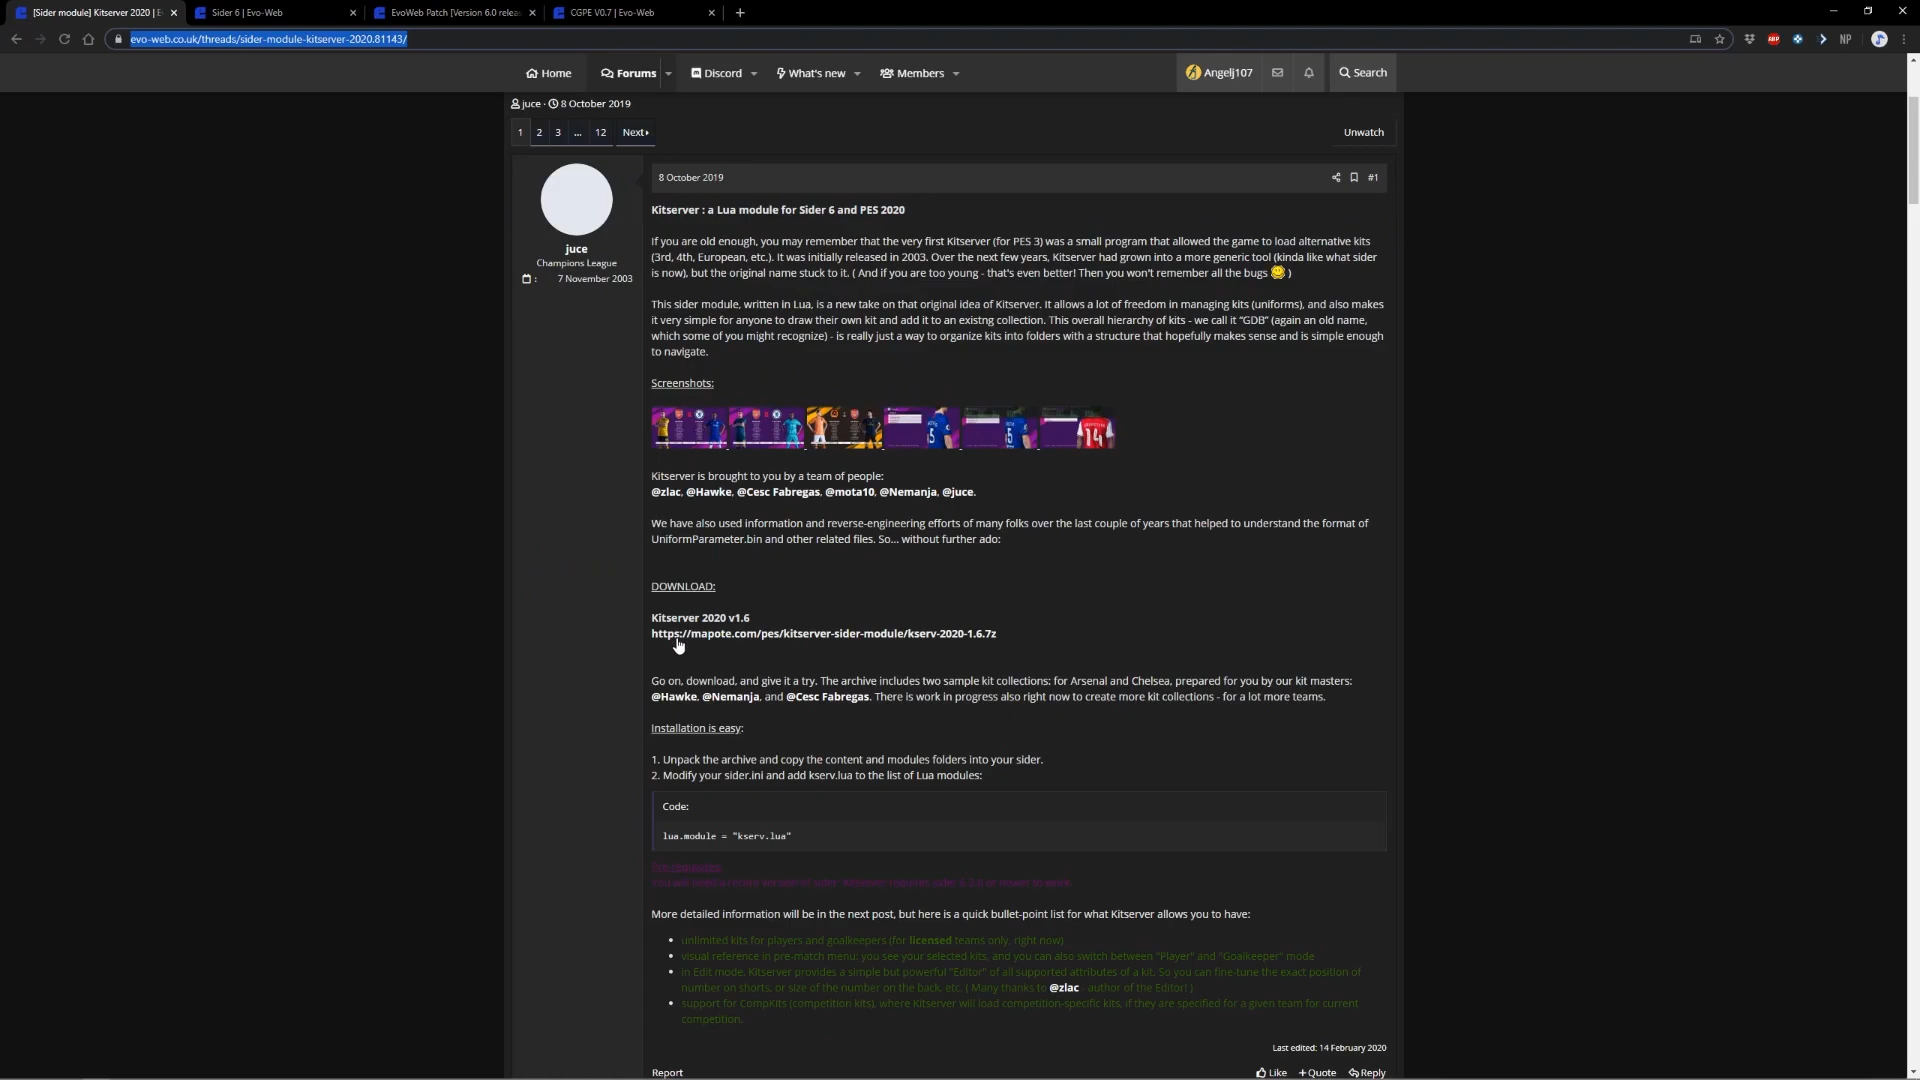 [Sider module] Kitserver 2020 | E
Sider 6 | Evo-Web
EvoWeb Patch [Version 6.0 relea
CGPE V0.7 | Evo-Web
evo-web.co.uk/threads/sider-module-kitserver-2020.81143/
ABP
NP
Home
Forums
Discord
What's new
Members
Angelj107
Search
juce · 8 October 2019
1 2 3 ... 12 Next
Unwatch
8 October 2019
#1
juce
Champions League
: 7 November 2003
Kitserver : a Lua module for Sider 6 and PES 2020
If you are old enough, you may remember that the very first Kitserver (for PES 3) was a small program that allowed the game to load alternative kits
(3rd, 4th, European, etc.). It was initially released in 2003. Over the next few years, Kitserver had grown into a more generic tool (kinda like what sider
is now), but the original name stuck to it. ( And if you are too young - that's even better! Then you won't remember all the bugs )
This sider module, written in Lua, is a new take on that original idea of Kitserver. It allows a lot of freedom in managing kits (uniforms), and also makes
it very simple for anyone to draw their own kit and add it to an existng collection. This overall hierarchy of kits - we call it “GDB” (again an old name,
which some of you might recognize) - is really just a way to organize kits into folders with a structure that hopefully makes sense and is simple enough
to navigate.
Screenshots:
5
5
14
Kitserver is brought to you by a team of people:
@zlac, @Hawke, @Cesc Fabregas, @mota10, @Nemanja, @juce.
We have also used information and reverse-engineering efforts of many folks over the last couple of years that helped to understand the format of
UniformParameter.bin and other related files. So... without further ado:
DOWNLOAD:
Kitserver 2020 v1.6
https://mapote.com/pes/kitserver-sider-module/kserv-2020-1.6.7z
Go on, download, and give it a try. The archive includes two sample kit collections: for Arsenal and Chelsea, prepared for you by our kit masters:
@Hawke, @Nemanja, and @Cesc Fabregas. There is work in progress also right now to create more kit collections - for a lot more teams.
Installation is easy:
1. Unpack the archive and copy the content and modules folders into your sider.
2. Modify your sider.ini and add kserv.lua to the list of Lua modules:
Code:
lua.module = "kserv.lua"
You will need a recent version of sider. Kitserver requires sider or newer to work.
More detailed information will be in the next post, but here is a quick bullet-point list for what Kitserver allows you to have:
• unlimited kits for players and goalkeepers (for licensed teams only, right now)
• visual reference in pre-match menu: you see your selected kits, and you can also switch between "Player" and "Goalkeeper" mode
• in Edit mode, Kitserver provides a simple but powerful "Editor" of all supported attributes of a kit. So you can fine-tune the exact position of
number on shorts, or size of the number on the back, etc. ( Many thanks to @zlac - author of the Editor! )
• support for CompKits (competition kits), where Kitserver will load competition-specific kits, if they are specified for a given team for current
competition.
Last edited: 14 February 2020
Report
Like
+Quote
Reply